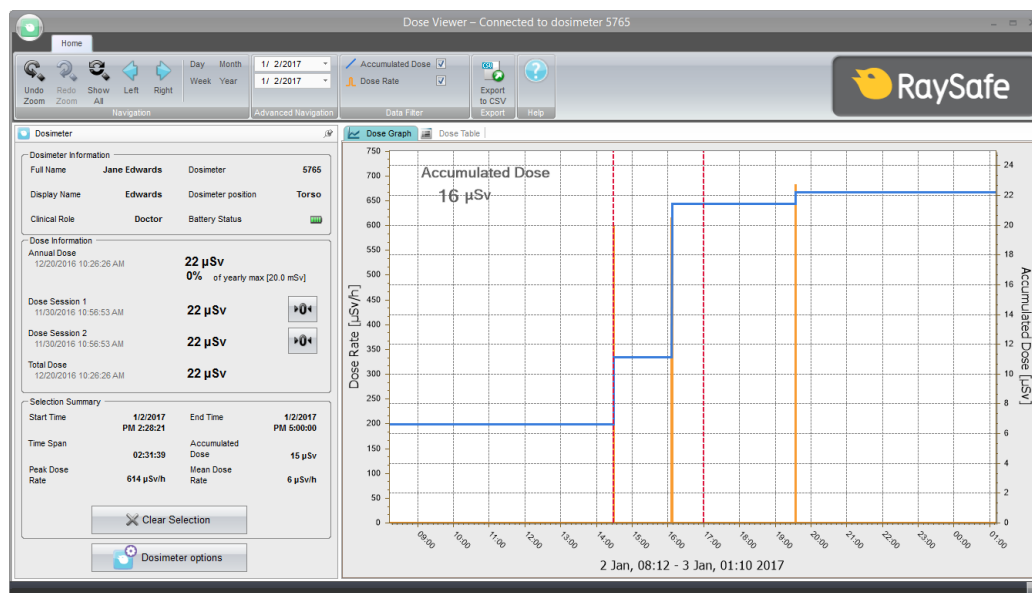 Dose Viewer – Connected to dosimeter 5765
Home
Undo Zoom
Redo Zoom
Show All
Left
Right
Day Month
Week Year
Navigation
1/ 2/2017
1/ 2/2017
Advanced Navigation
Accumulated Dose
Dose Rate
Data Filter
CSV
Export to CSV
Export
?
Help
RaySafe
Dosimeter
Dosimeter Information
Full Name Jane Edwards Dosimeter 5765
Display Name Edwards Dosimeter position Torso
Clinical Role Doctor Battery Status
Dose Information
Annual Dose
12/20/2016 10:26:26 AM
22 µSv
0% of yearly max [20.0 mSv]
Dose Session 1
11/30/2016 10:56:53 AM
22 µSv
0
Dose Session 2
11/30/2016 10:56:53 AM
22 µSv
0
Total Dose
12/20/2016 10:26:26 AM
22 µSv
Selection Summary
Start Time 1/2/2017 PM 2:28:21
End Time 1/2/2017 PM 5:00:00
Time Span 02:31:39
Accumulated Dose 15 µSv
Peak Dose Rate 614 µSv/h
Mean Dose Rate 6 µSv/h
Clear Selection
Dosimeter options
Dose Graph
Dose Table
Accumulated Dose
16 µSv
Dose Rate [µSv/h]
750
700
650
600
550
500
450
400
350
300
250
200
150
100
50
0
24
22
20
18
16
14
12
10
8
6
4
2
0
Accumulated Dose [µSv]
09:00 10:00 11:00 12:00 13:00 14:00 15:00 16:00 17:00 18:00 19:00 20:00 21:00 22:00 23:00 00:00 01:00
2 Jan, 08:12 - 3 Jan, 01:10 2017